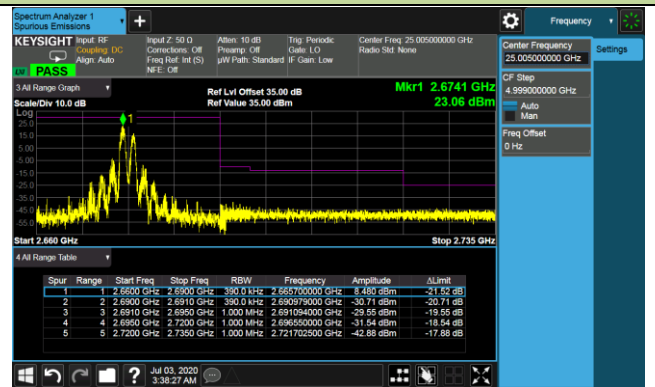 Spectrum Analyzer 1
Spurious Emissions
Frequency
KEYSIGHT
Input: RF
Coupling: DC
Align: Auto
Input Z: 50 Ω
Corrections: Off
Freq Ref: Int (S)
NFE: Off
Atten: 10 dB
Preamp: Off
µW Path: Standard
Trig: Periodic
Gate: LO
IF Gain: Low
Center Freq: 25.005000000 GHz
Radio Std: None
PASS
Center Frequency
25.005000000 GHz
Settings
CF Step
4.999000000 GHz
Auto
Man
Freq Offset
0 Hz
3 All Range Graph
Scale/Div 10.0 dB
Ref Lvl Offset 35.00 dB
Ref Value 35.00 dBm
Mkr1 2.6741 GHz
23.06 dBm
Log
25.0
15.0
5.00
-5.00
-15.0
-25.0
-35.0
-45.0
-55.0
1
Start 2.660 GHz
Stop 2.735 GHz
4 All Range Table
Spur Range Start Freq Stop Freq RBW Frequency Amplitude ΔLimit
1 1 2.6600 GHz 2.6900 GHz 390.0 kHz 2.665700000 GHz 8.480 dBm -21.52 dB
2 2 2.6900 GHz 2.6910 GHz 390.0 kHz 2.690979000 GHz -30.71 dBm -20.71 dB
3 3 2.6910 GHz 2.6950 GHz 1.000 MHz 2.691094000 GHz -29.55 dBm -19.55 dB
4 4 2.6950 GHz 2.7200 GHz 1.000 MHz 2.696550000 GHz -31.54 dBm -18.54 dB
5 5 2.7200 GHz 2.7350 GHz 1.000 MHz 2.721702500 GHz -42.88 dBm -17.88 dB
Jul 03, 2020
3:38:27 AM